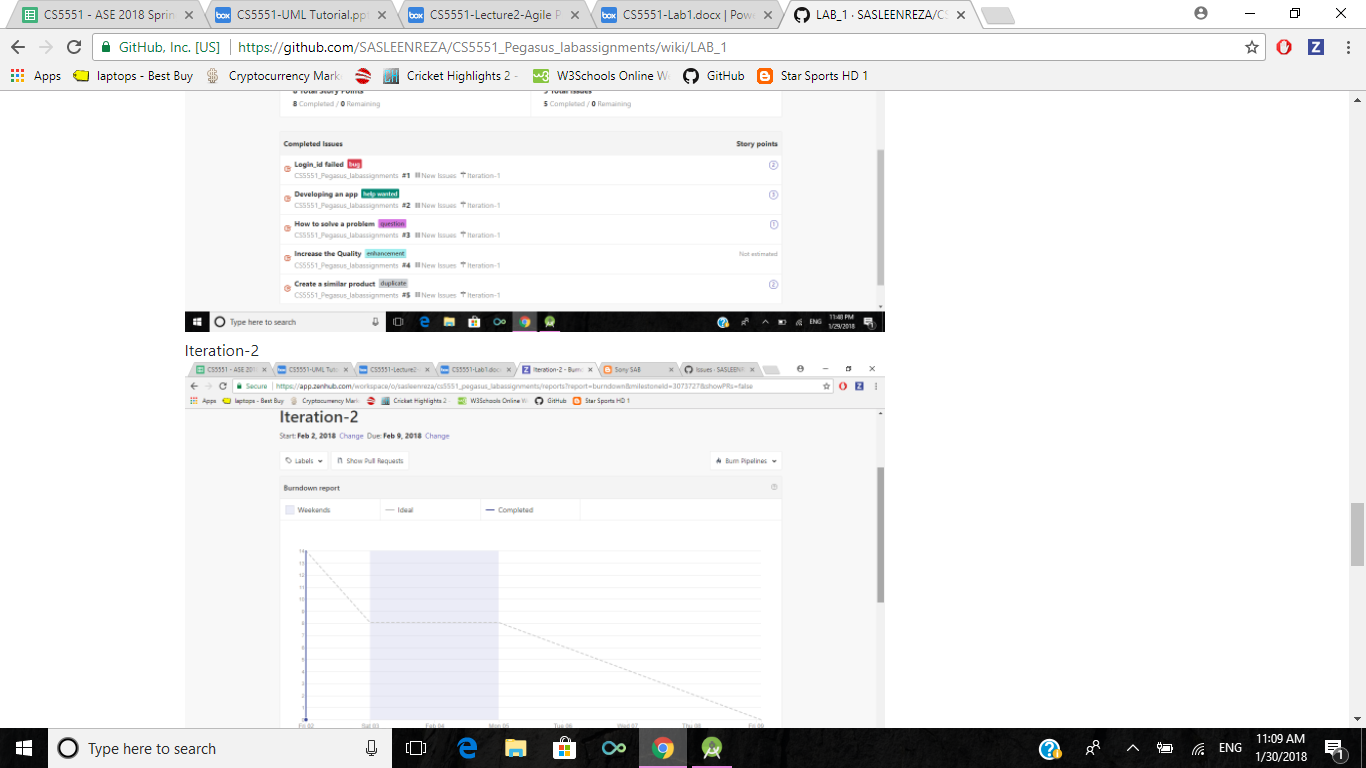 CS5551 - ASE 2018 Sprin
CS5551-UML Tutorial.ppt
CS5551-Lecture2-Agile P
CS5551-Lab1.docx | Pow
LAB_1 · SASLEENREZA/CS
GitHub, Inc. [US] | https://github.com/SASLEENREZA/CS5551_Pegasus_labassignments/wiki/LAB_1
Apps
laptops - Best Buy
Cryptocurrency Mark
Cricket Highlights 2 -
W3Schools Online W
GitHub
Star Sports HD 1
8 Total Story Points
5 Total Issues
8 Completed / 0 Remaining
5 Completed / 0 Remaining
Completed Issues
Story points
Login_id failed bug
2
CS5551_Pegasus_labassignments #1 New Issues Iteration-1
Developing an app help wanted
3
CS5551_Pegasus_labassignments #2 New Issues Iteration-1
How to solve a problem question
1
CS5551_Pegasus_labassignments #3 New Issues Iteration-1
Increase the Quality enhancement
Not estimated
CS5551_Pegasus_labassignments #4 New Issues Iteration-1
Create a similar product duplicate
2
CS5551_Pegasus_labassignments #5 New Issues Iteration-1
Type here to search
ENG
11:48 PM
1/29/2018
Iteration-2
CS5551 - ASE 201
CS5551-UML Tut
CS5551-Lecture2
CS5551-Lab1.doc
Iteration-2 - Burn
Sony SAB
Issues · SASLEENR
Secure | https://app.zenhub.com/workspace/o/sasleenreza/cs5551_pegasus_labassignments/reports?report=burndown&milestoneId=3073727&showPRs=false
Apps
laptops - Best Buy
Cryptocurrency Mark
Cricket Highlights 2 -
W3Schools Online W
GitHub
Star Sports HD 1
Iteration-2
Start: Feb 2, 2018 Change Due: Feb 9, 2018 Change
Labels
Show Pull Requests
Burn Pipelines
Burndown report
Weekends
Ideal
Completed
14
13
12
11
10
9
8
7
6
5
4
3
2
1
0
Fri 02
Sat 03
Feb 04
Mon 05
Tue 06
Wed 07
Thu 08
Fri 09
Type here to search
ENG
11:09 AM
1/30/2018
1